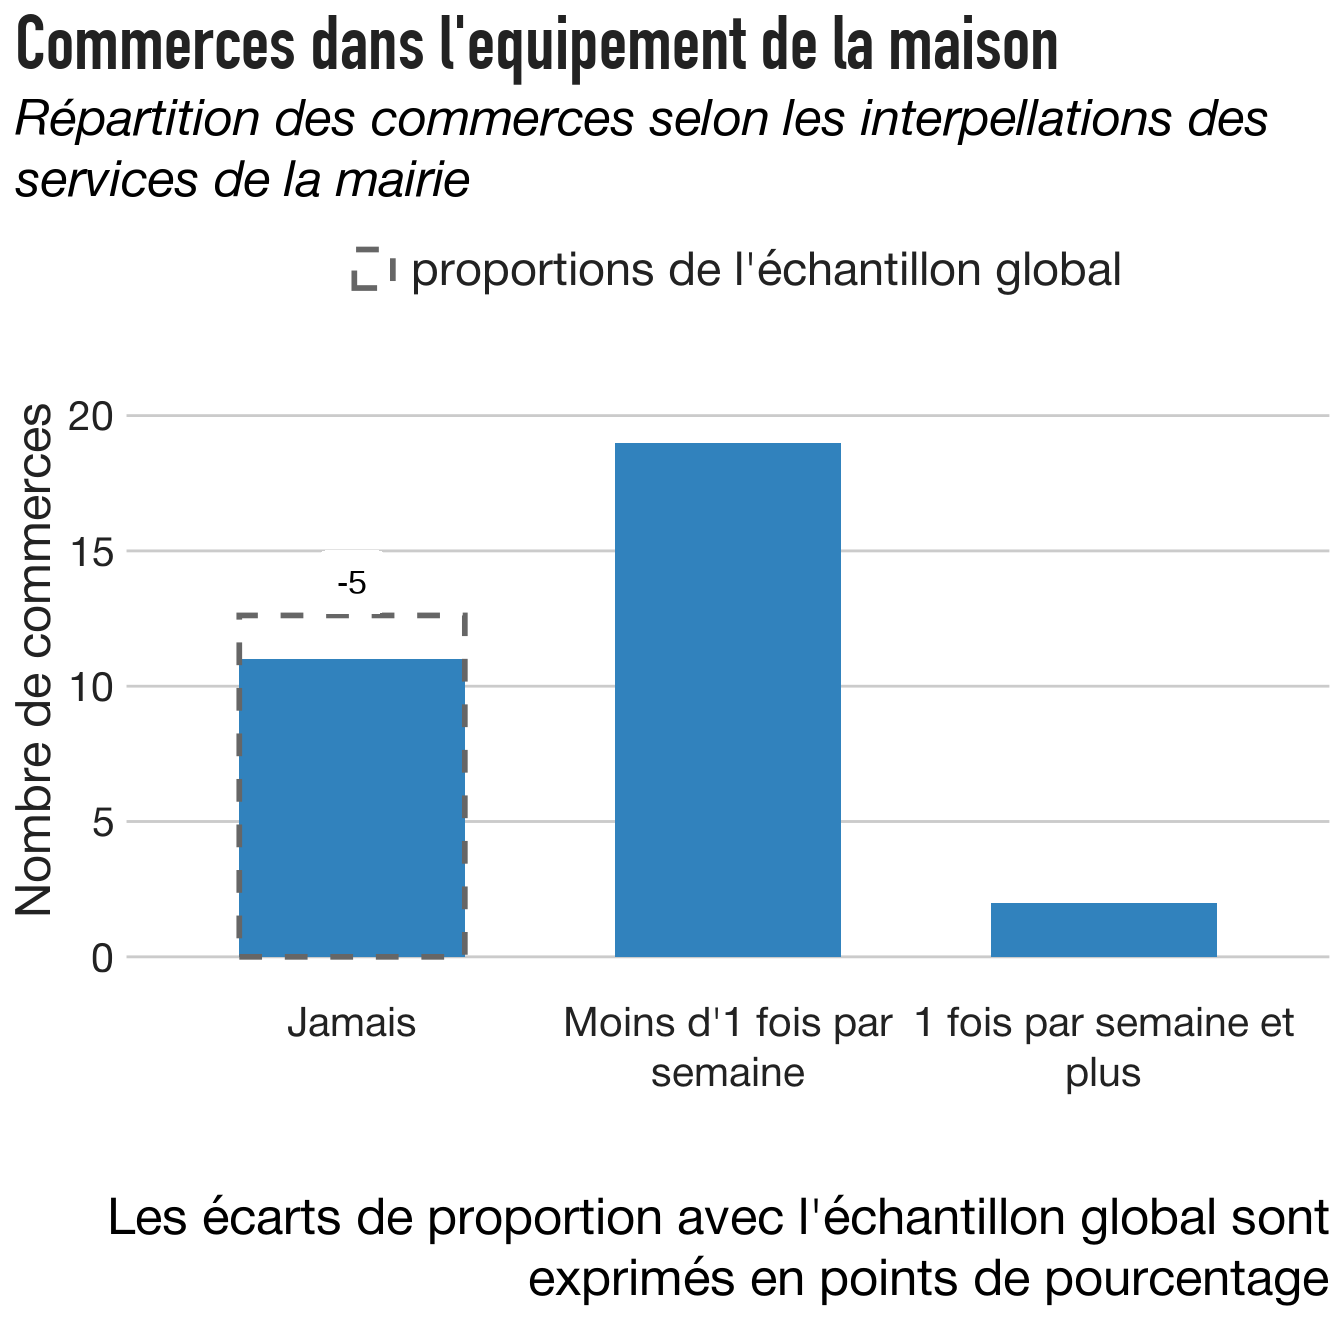 Commerces dans l'equipement de la maison
Répartition des commerces selon les interpellations des
services de la mairie
proportions de l'échantillon global
Nombre de commerces
20
15
10
5
0
-5
Jamais
Moins d'1 fois par
semaine
1 fois par semaine et
plus
Les écarts de proportion avec l'échantillon global sont
exprimés en points de pourcentage